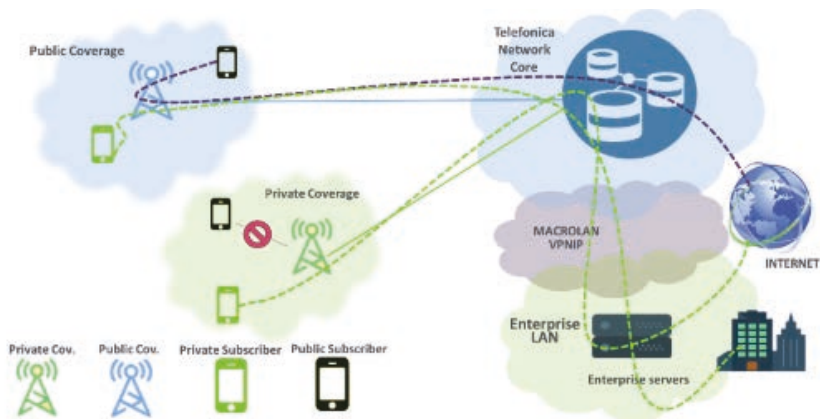 Public Coverage
Telefonica
Network
Core
Private Coverage
MACROLAN
VPNIP
INTERNET
Enterprise
LAN
Enterprise servers
Private Cov.
Public Cov.
Private Subscriber
Public Subscriber